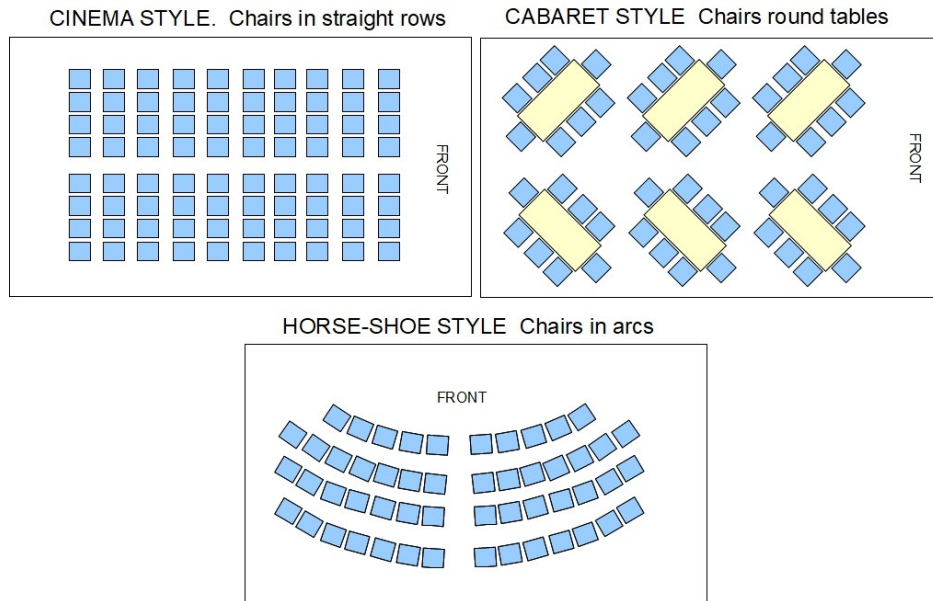 CINEMA STYLE. Chairs in straight rows
CABARET STYLE Chairs round tables
FRONT
FRONT
HORSE-SHOE STYLE Chairs in arcs
FRONT